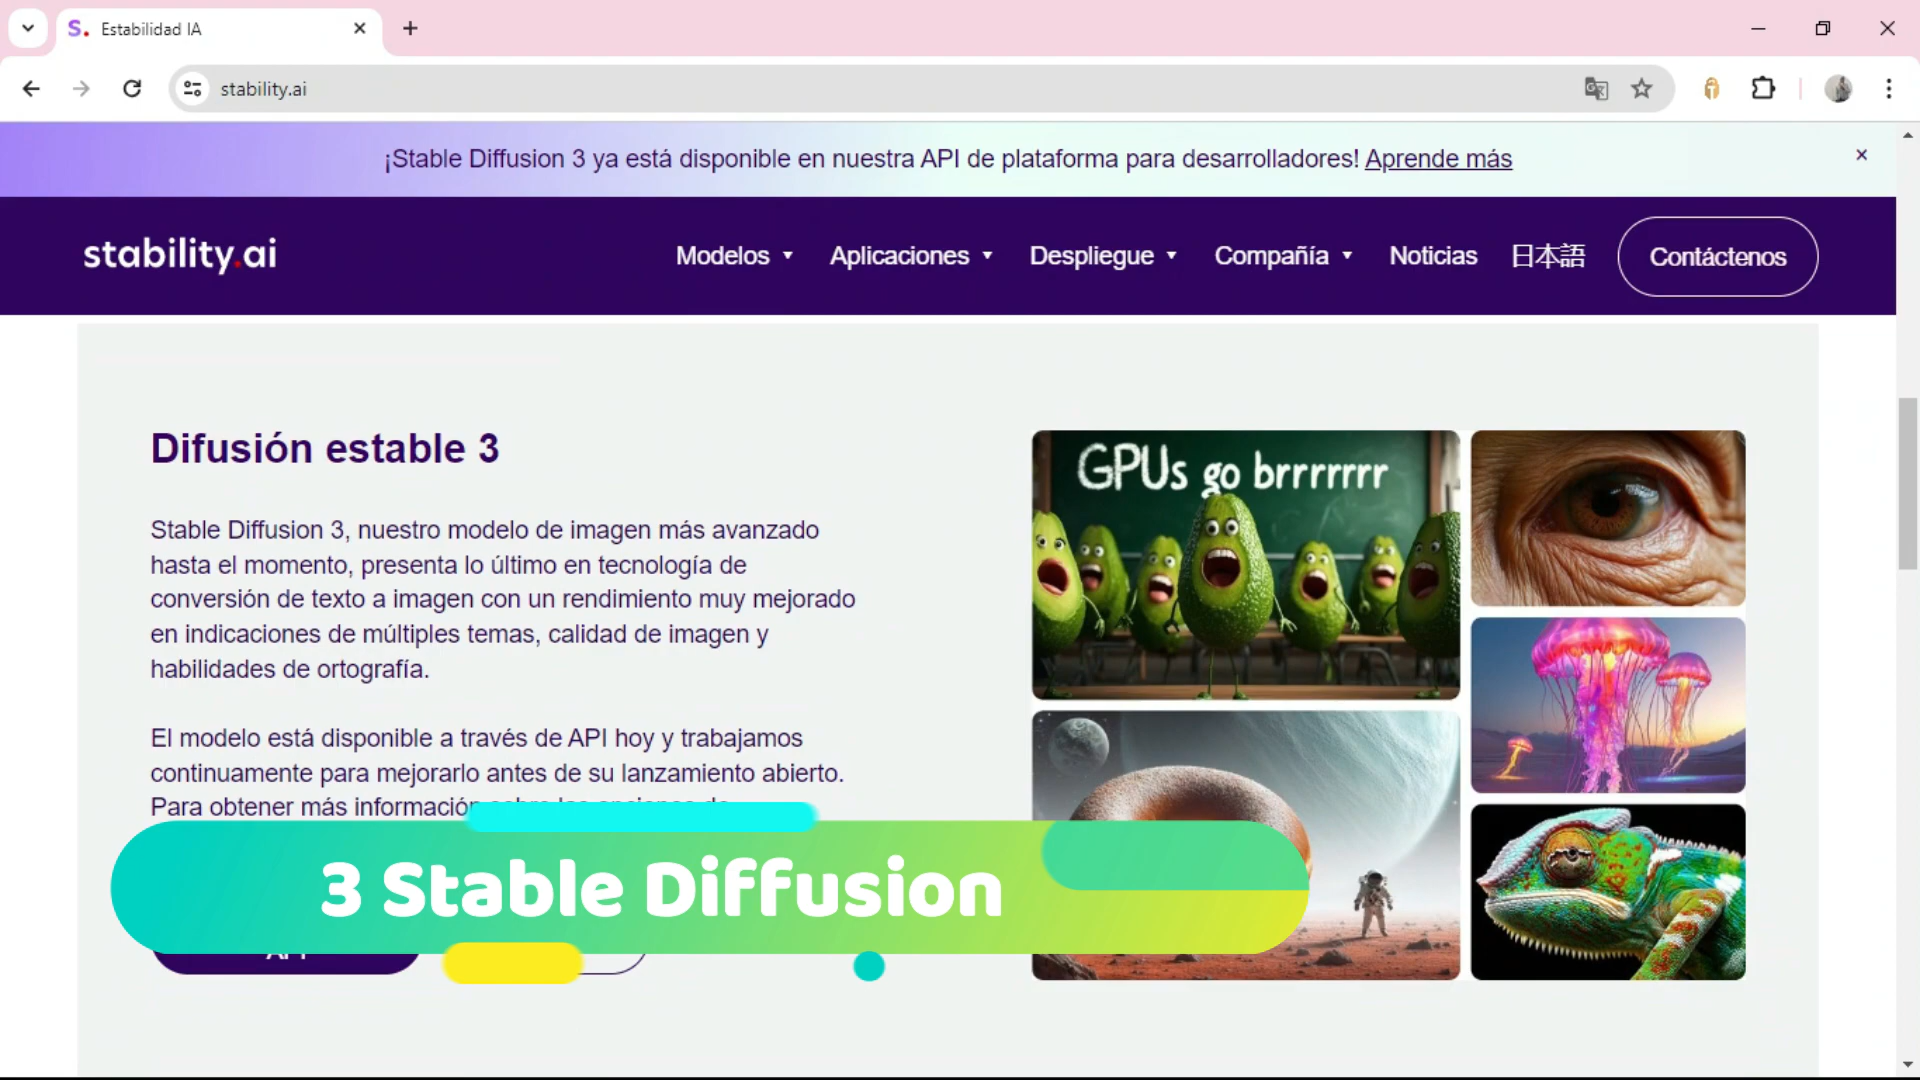 S. Estabilidad IA
stability.ai
¡Stable Diffusion 3 ya está disponible en nuestra API de plataforma para desarrolladores! Aprende más
stability.ai
Modelos
Aplicaciones
Despliegue
Compañía
Noticias
日本語
Contáctenos
Difusión estable 3
Stable Diffusion 3, nuestro modelo de imagen más avanzado
hasta el momento, presenta lo último en tecnología de
conversión de texto a imagen con un rendimiento muy mejorado
en indicaciones de múltiples temas, calidad de imagen y
habilidades de ortografía.
El modelo está disponible a través de API hoy y trabajamos
continuamente para mejorarlo antes de su lanzamiento abierto.
Para obtener más información
GPUs go brrrrrrr
3 Stable Diffusion